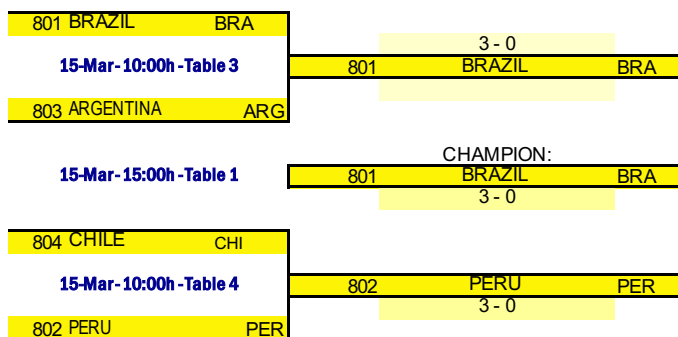 801 BRAZIL BRA
3 - 0
15-Mar-10:00h-Table 3
801 BRAZIL BRA
803 ARGENTINA ARG
CHAMPION:
15-Mar-15:00h-Table 1
801 BRAZIL BRA
3 - 0
804 CHILE CHI
15-Mar-10:00h-Table 4
802 PERU PER
3 - 0
802 PERU PER